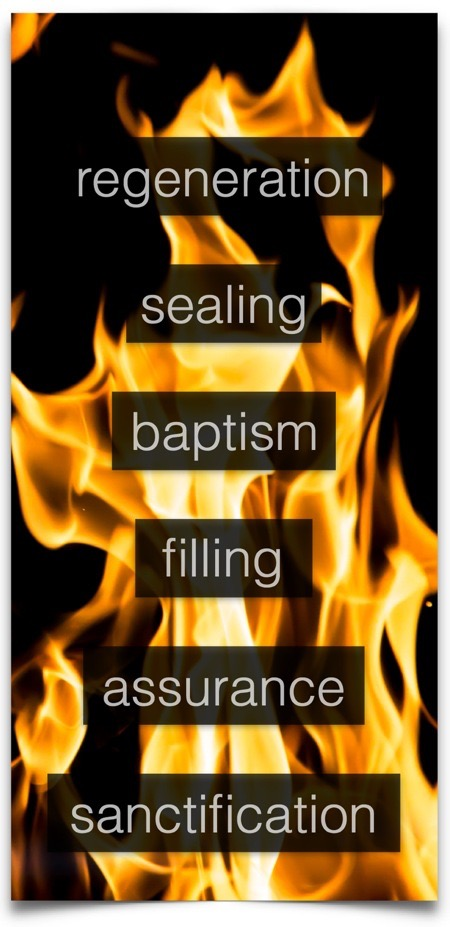 regeneration
sealing
baptism
filling
assurance
sanctification